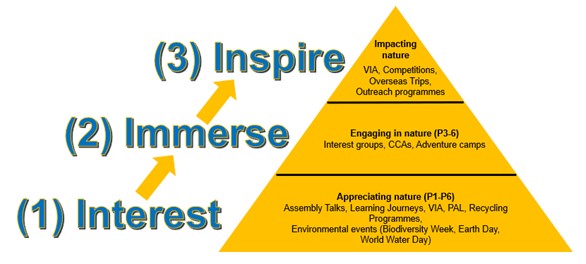 (3) Inspire
(2) Immerse
(1) Interest
Impacting
nature
VIA, Competitions,
Overseas Trips,
Outreach programmes
Engaging in nature (P3-6)
Interest groups, CCAs, Adventure camps
Appreciating nature (P1-P6)
Assembly Talks, Learning Journeys, VIA, PAL, Recycling
Programmes,
Environmental events (Biodiversity Week, Earth Day,
World Water Day)